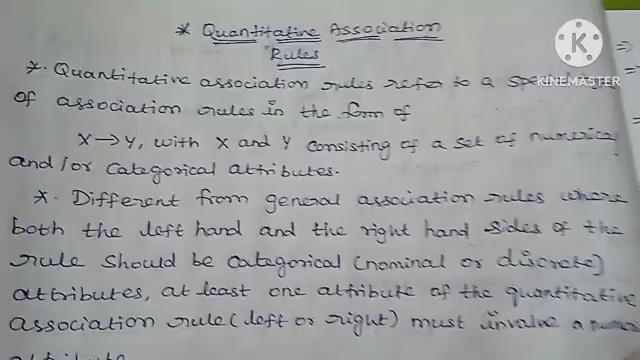 * Quantitative Association
Rules
*. Quantitative association rules refer to a
of association rules in the form of
X→Y, with X and Y consisting of a set of numerical
and/or categorical attributes.
*. Different from general association rules where
both the left hand and the right hand sides of the
rule should be catagorical (nominal or discrete)
attributes, at least one attribute of the quantitative
association rule (left or right) must involve a
KINEMASTER